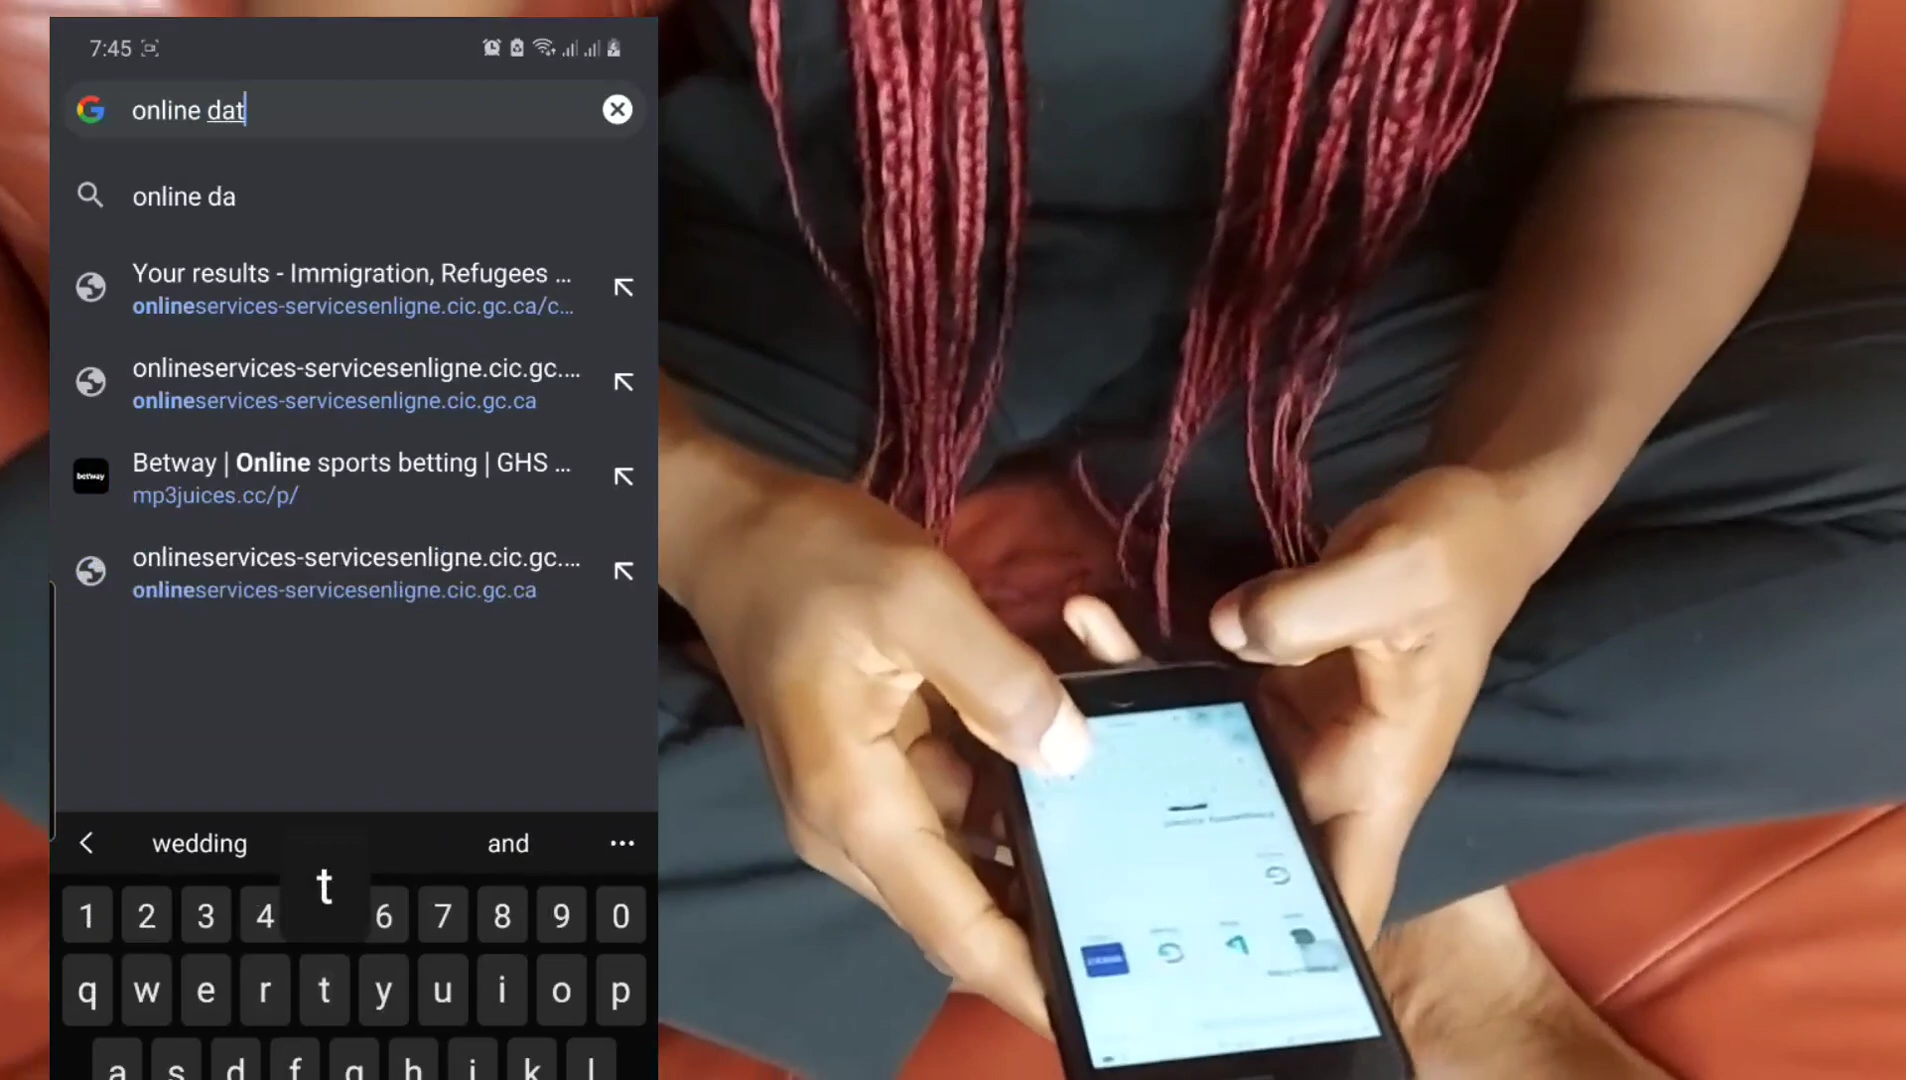 7:45
online dat
online da
Your results - Immigration, Refugees ...
onlineservices-servicesenligne.cic.gc.ca/c...
onlineservices-servicesenligne.cic.gc....
onlineservices-servicesenligne.cic.gc.ca
Betway | Online sports betting | GHS ...
betway
mp3juices.cc/p/
onlineservices-servicesenligne.cic.gc....
onlineservices-servicesenligne.cic.gc.ca
wedding and ...
t
1 2 3 4 6 7 8 9 0
q w e r t y u i o p
a s d f g h j k l